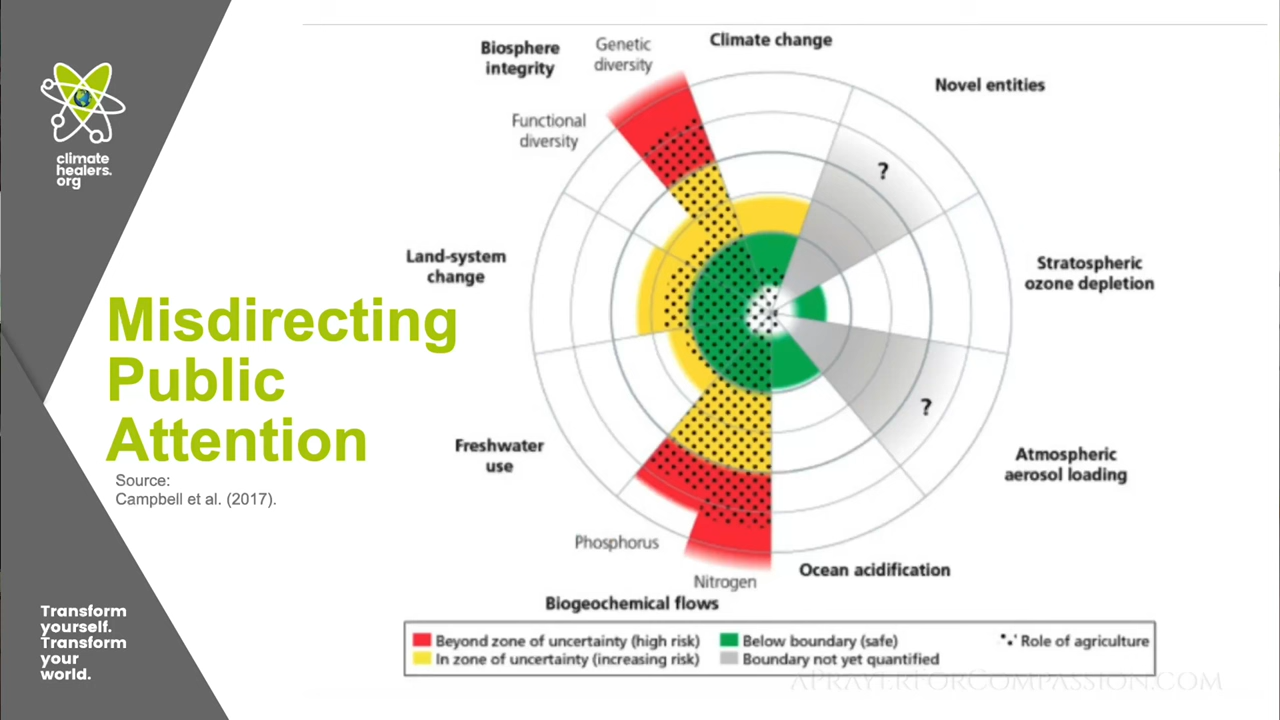 climate
healers.
org
Misdirecting
Public
Attention
Source:
Campbell et al. (2017).
Transform
yourself.
Transform
your
world.
Biosphere
integrity
Genetic
diversity
Functional
diversity
Climate change
Novel entities
?
Stratospheric
ozone depletion
?
Atmospheric
aerosol loading
Ocean acidification
Nitrogen
Phosphorus
Biogeochemical flows
Freshwater
use
Land-system
change
Beyond zone of uncertainty (high risk)
In zone of uncertainty (increasing risk)
Below boundary (safe)
Boundary not yet quantified
Role of agriculture
APRAYERFORCOMPASSION.COM